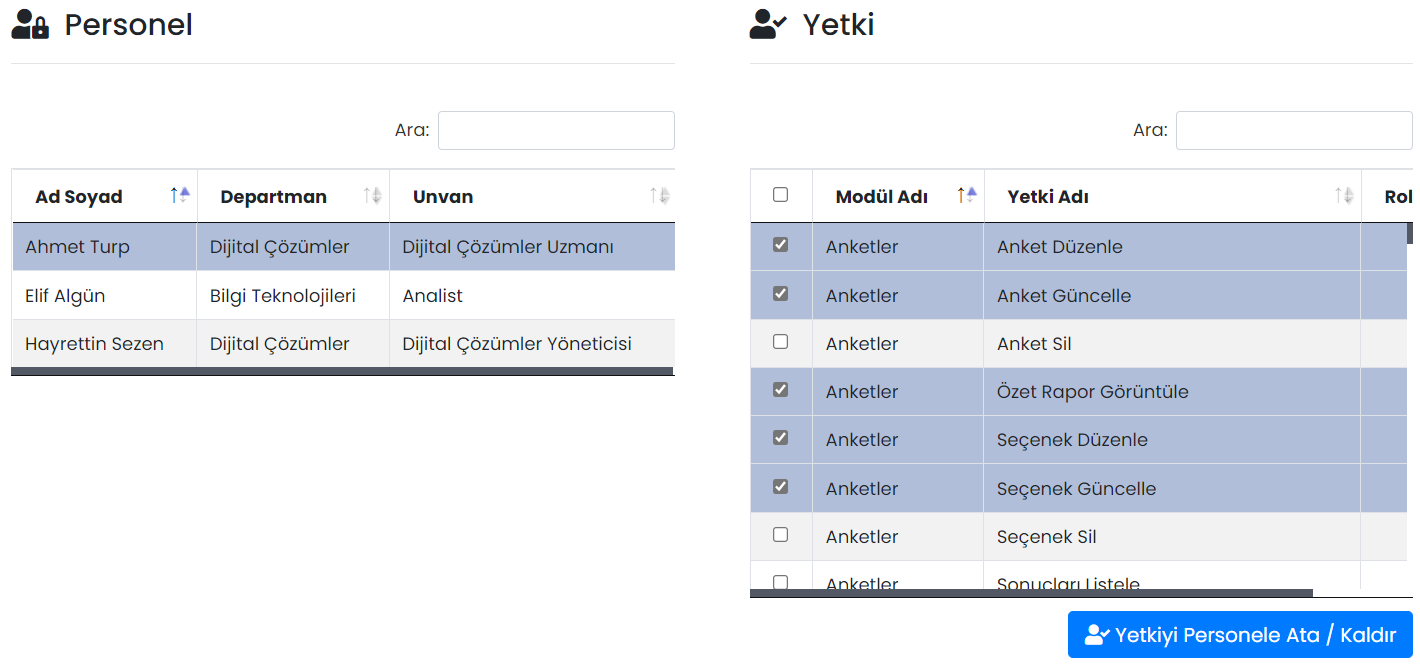 Personel
Ara:
Ad Soyad Departman Unvan
Ahmet Turp Dijital Çözümler Dijital Çözümler Uzmanı
Elif Algün Bilgi Teknolojileri Analist
Hayrettin Sezen Dijital Çözümler Dijital Çözümler Yöneticisi
Yetki
Ara:
Modül Adı Yetki Adı Rol
Anketler Anket Düzenle
Anketler Anket Güncelle
Anketler Anket Sil
Anketler Özet Rapor Görüntüle
Anketler Seçenek Düzenle
Anketler Seçenek Güncelle
Anketler Seçenek Sil
Anketler Sonuçları Listele
Yetkiyi Personele Ata / Kaldır